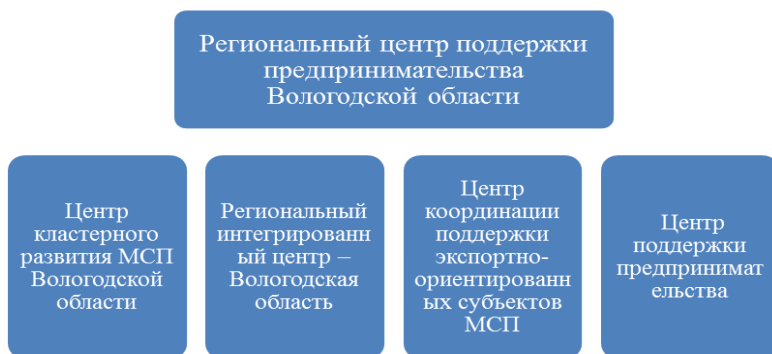 Региональный центр поддержки
предпринимательства
Вологодской области
Центр
кластерного
развития МСП
Вологодской
области
Региональный
интегрированн
ый центр –
Вологодская
область
Центр
координации
поддержки
экспортно-
ориентированн
ых субъектов
МСП
Центр
поддержки
предпринимат
ельства